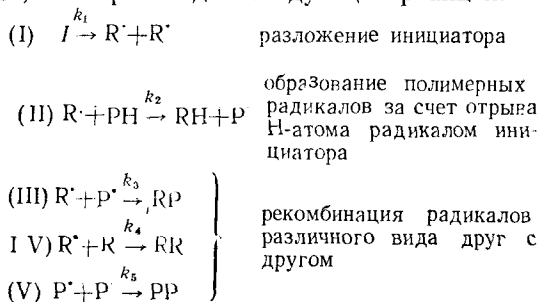 (I) I k₁→ R˙+R˙ разложение инициатора
образование полимерных
(II) R·+PH k₂→ RH+P радикалов за счет отрыва
H-атома радикалом ини-
циатора
(III) R˙+P˙ k₃→ RP
рекомбинация радикалов
I V) R˙+R k₄→ RR различного вида друг с
другом
(V) P˙+P k₅→ PP